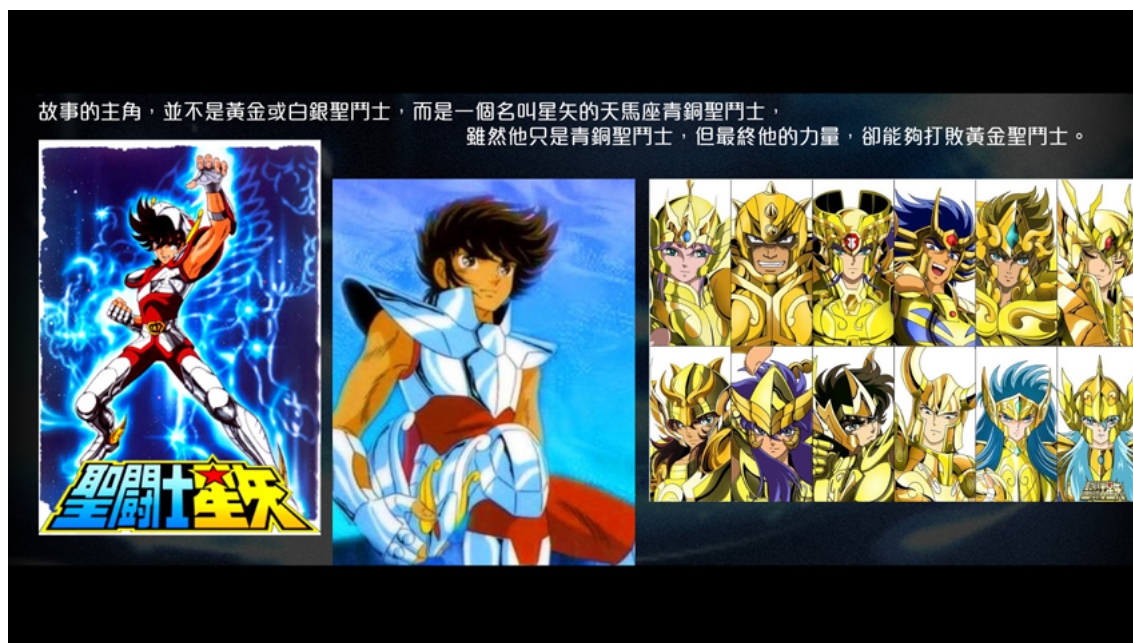 故事的主角，並不是黃金或白銀聖鬥士，而是一個名叫星矢的天馬座青銅聖鬥士，
雖然他只是青銅聖鬥士，但最終他的力量，卻能夠打敗黃金聖鬥士。
聖闘士星矢